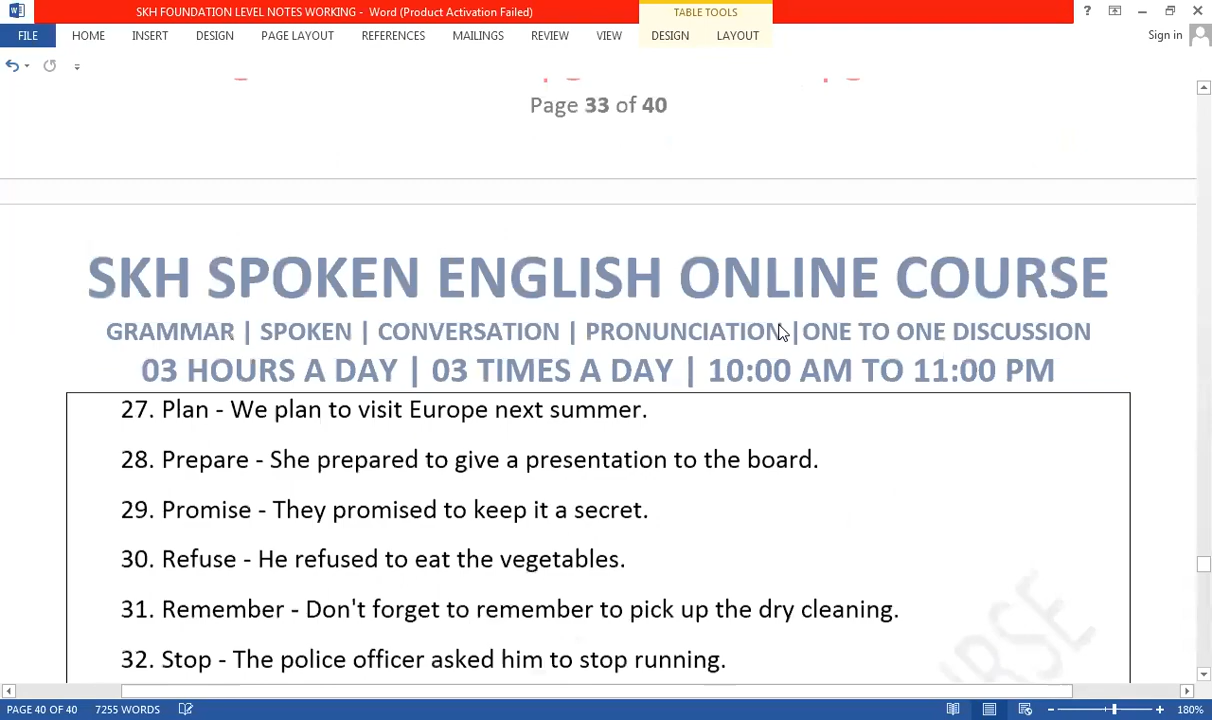 SKH FOUNDATION LEVEL NOTES WORKING - Word (Product Activation Failed)
TABLE TOOLS
FILE HOME INSERT DESIGN PAGE LAYOUT REFERENCES MAILINGS REVIEW VIEW DESIGN LAYOUT Sign in
Page 33 of 40
SKH SPOKEN ENGLISH ONLINE COURSE
GRAMMAR | SPOKEN | CONVERSATION | PRONUNCIATION |ONE TO ONE DISCUSSION
03 HOURS A DAY | 03 TIMES A DAY | 10:00 AM TO 11:00 PM
27. Plan - We plan to visit Europe next summer.
28. Prepare - She prepared to give a presentation to the board.
29. Promise - They promised to keep it a secret.
30. Refuse - He refused to eat the vegetables.
31. Remember - Don't forget to remember to pick up the dry cleaning.
32. Stop - The police officer asked him to stop running.
PAGE 40 OF 40 7255 WORDS 180%